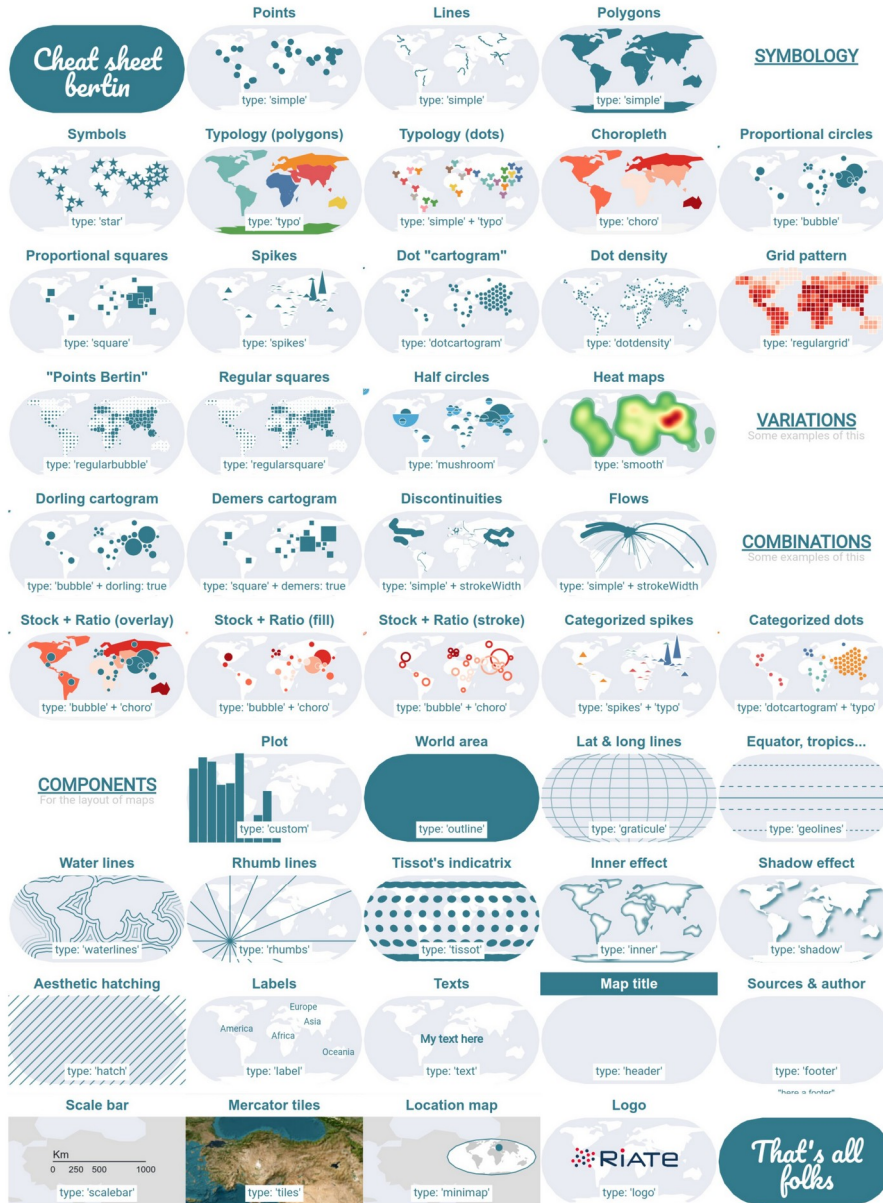 Cheat sheet
bertin
Points
type: 'simple'
Lines
type: 'simple'
Polygons
type: 'simple'
SYMBOLOGY
Symbols
type: 'star'
Typology (polygons)
type: 'typo'
Typology (dots)
type: 'simple' + 'typo'
Choropleth
type: 'choro'
Proportional circles
type: 'bubble'
Proportional squares
type: 'square'
Spikes
type: 'spikes'
Dot "cartogram"
type: 'dotcartogram'
Dot density
type: 'dotdensity'
Grid pattern
type: 'regulargrid'
"Points Bertin"
type: 'regularbubble'
Regular squares
type: 'regularsquare'
Half circles
type: 'mushroom'
Heat maps
type: 'smooth'
VARIATIONS
Some examples of this
Dorling cartogram
type: 'bubble' + dorling: true
Demers cartogram
type: 'square' + demers: true
Discontinuities
type: 'simple' + strokeWidth
Flows
type: 'simple' + strokeWidth
COMBINATIONS
Some examples of this
Stock + Ratio (overlay)
type: 'bubble' + 'choro'
Stock + Ratio (fill)
type: 'bubble' + 'choro'
Stock + Ratio (stroke)
type: 'bubble' + 'choro'
Categorized spikes
type: 'spikes' + 'typo'
Categorized dots
type: 'dotcartogram' + 'typo'
COMPONENTS
For the layout of maps
Plot
type: 'custom'
World area
type: 'outline'
Lat & long lines
type: 'graticule'
Equator, tropics...
type: 'geolines'
Water lines
type: 'waterlines'
Rhumb lines
type: 'rhumbs'
Tissot's indicatrix
type: 'tissot'
Inner effect
type: 'inner'
Shadow effect
type: 'shadow'
Aesthetic hatching
type: 'hatch'
Labels
Europe
America
Asia
Africa
Oceania
type: 'label'
Texts
My text here
type: 'text'
Map title
type: 'header'
Sources & author
type: 'footer'
"here a footer"
Scale bar
Km
0 250 500 1000
type: 'scalebar'
Mercator tiles
type: 'tiles'
Location map
type: 'minimap'
Logo
RIATE
type: 'logo'
That's all
folks